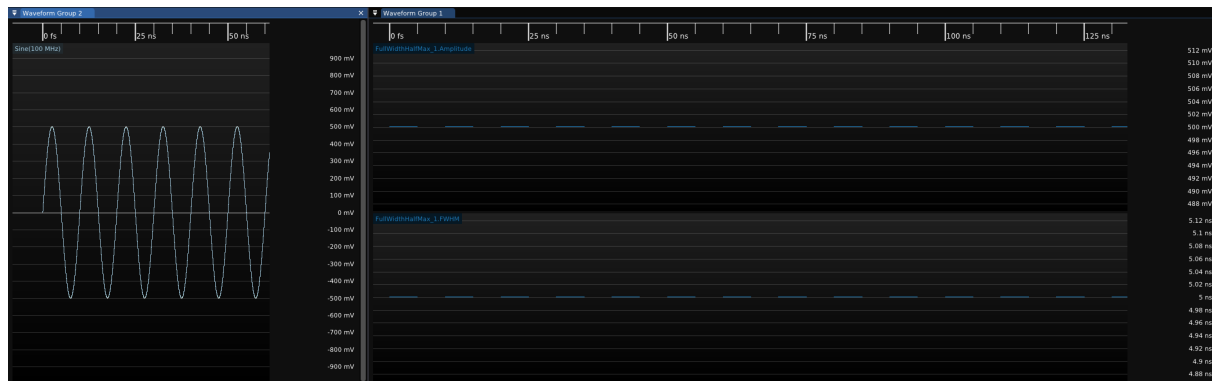 Waveform Group 2
0 fs 25 ns 50 ns
Sine(100 MHz)
900 mV
800 mV
700 mV
600 mV
500 mV
400 mV
300 mV
200 mV
100 mV
0 mV
-100 mV
-200 mV
-300 mV
-400 mV
-500 mV
-600 mV
-700 mV
-800 mV
-900 mV
Waveform Group 1
0 fs 25 ns 50 ns 75 ns 100 ns 125 ns
FullWidthHalfMax_1.Amplitude
512 mV
510 mV
508 mV
506 mV
504 mV
502 mV
500 mV
498 mV
496 mV
494 mV
492 mV
490 mV
488 mV
FullWidthHalfMax_1.FWHM
5.12 ns
5.1 ns
5.08 ns
5.06 ns
5.04 ns
5.02 ns
5 ns
4.98 ns
4.96 ns
4.94 ns
4.92 ns
4.9 ns
4.88 ns